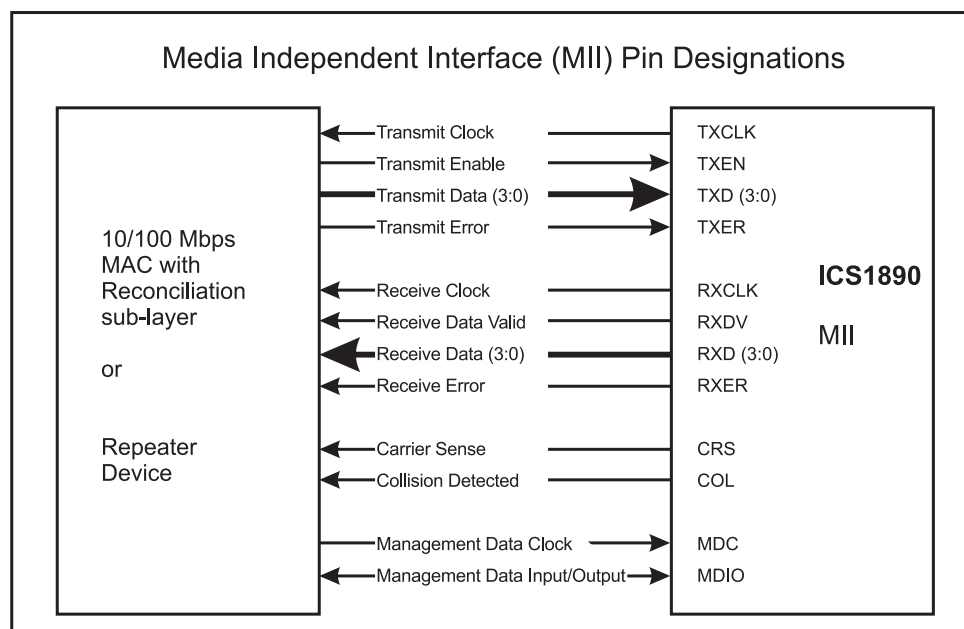 Media Independent Interface (MII) Pin Designations
10/100 Mbps
MAC with
Reconciliation
sub-layer
or
Repeater
Device
Transmit Clock
Transmit Enable
Transmit Data (3:0)
Transmit Error
Receive Clock
Receive Data Valid
Receive Data (3:0)
Receive Error
Carrier Sense
Collision Detected
Management Data Clock
Management Data Input/Output
TXCLK
TXEN
TXD (3:0)
TXER
RXCLK
RXDV
RXD (3:0)
RXER
CRS
COL
MDC
MDIO
ICS1890
MII